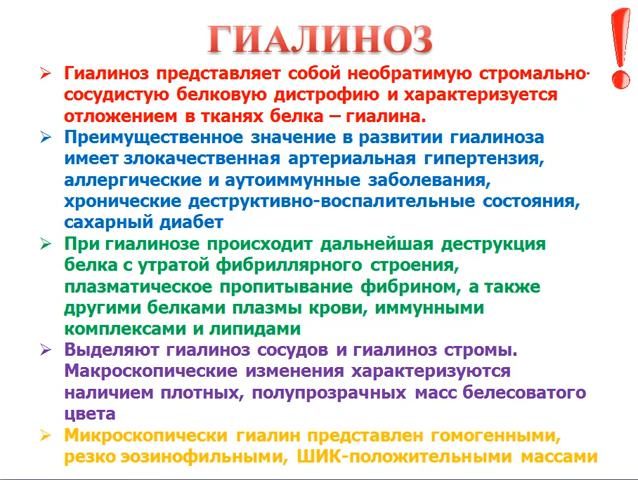 ГИАЛИНОЗ
Гиалиноз представляет собой необратимую стромально-
сосудистую белковую дистрофию и характеризуется
отложением в тканях белка – гиалина.
Преимущественное значение в развитии гиалиноза
имеет злокачественная артериальная гипертензия,
аллергические и аутоиммунные заболевания,
хронические деструктивно-воспалительные состояния,
сахарный диабет
При гиалинозе происходит дальнейшая деструкция
белка с утратой фибриллярного строения,
плазматическое пропитывание фибрином, а также
другими белками плазмы крови, иммунными
комплексами и липидами
Выделяют гиалиноз сосудов и гиалиноз стромы.
Макроскопические изменения характеризуются
наличием плотных, полупрозрачных масс белесоватого
цвета
Микроскопически гиалин представлен гомогенными,
резко эозинофильными, ШИК-положительными массами